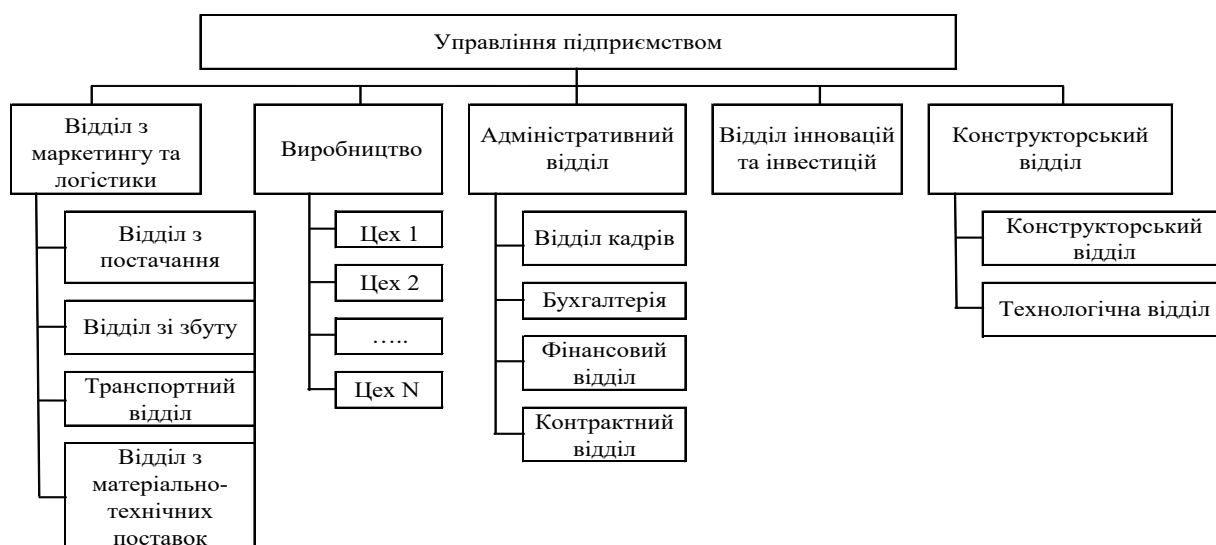 Управління підприємством
Відділ з
маркетингу та
логістики
Виробництво
Адміністративний
відділ
Відділ інновацій
та інвестицій
Конструкторський
відділ
Відділ з
постачання
Відділ зі збуту
Транспортний
відділ
Відділ з
матеріально-
технічних
поставок
Цех 1
Цех 2
…..
Цех N
Відділ кадрів
Бухгалтерія
Фінансовий
відділ
Контрактний
відділ
Конструкторський
відділ
Технологічна відділ